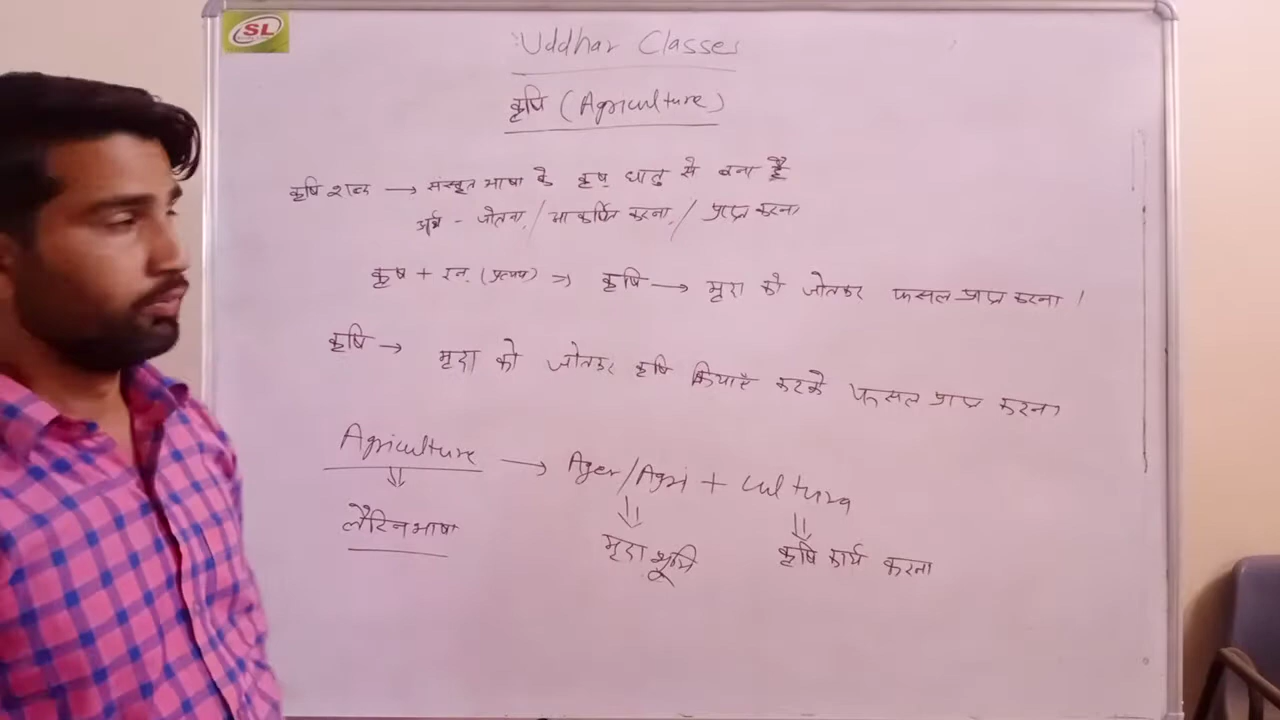 SL
Uddhar Classes
कृषि (Agriculture)
कृषि शब्द → संस्कृत भाषा के कृष् धातु से बना है
अर्थ - जोतना / आकर्षित करना / प्राप्त करना
कृष + (प्रत्यय) => कृषि → मृदा को जोतकर फसल प्राप्त करना ।
कृषि → मृदा को जोतकर कृषि क्रियाऐं करके फसल प्राप्त करना
Agriculture → Ager/Agri + cultura
लैटिन भाषा
मृदा भूमि
कृषि कार्य करना